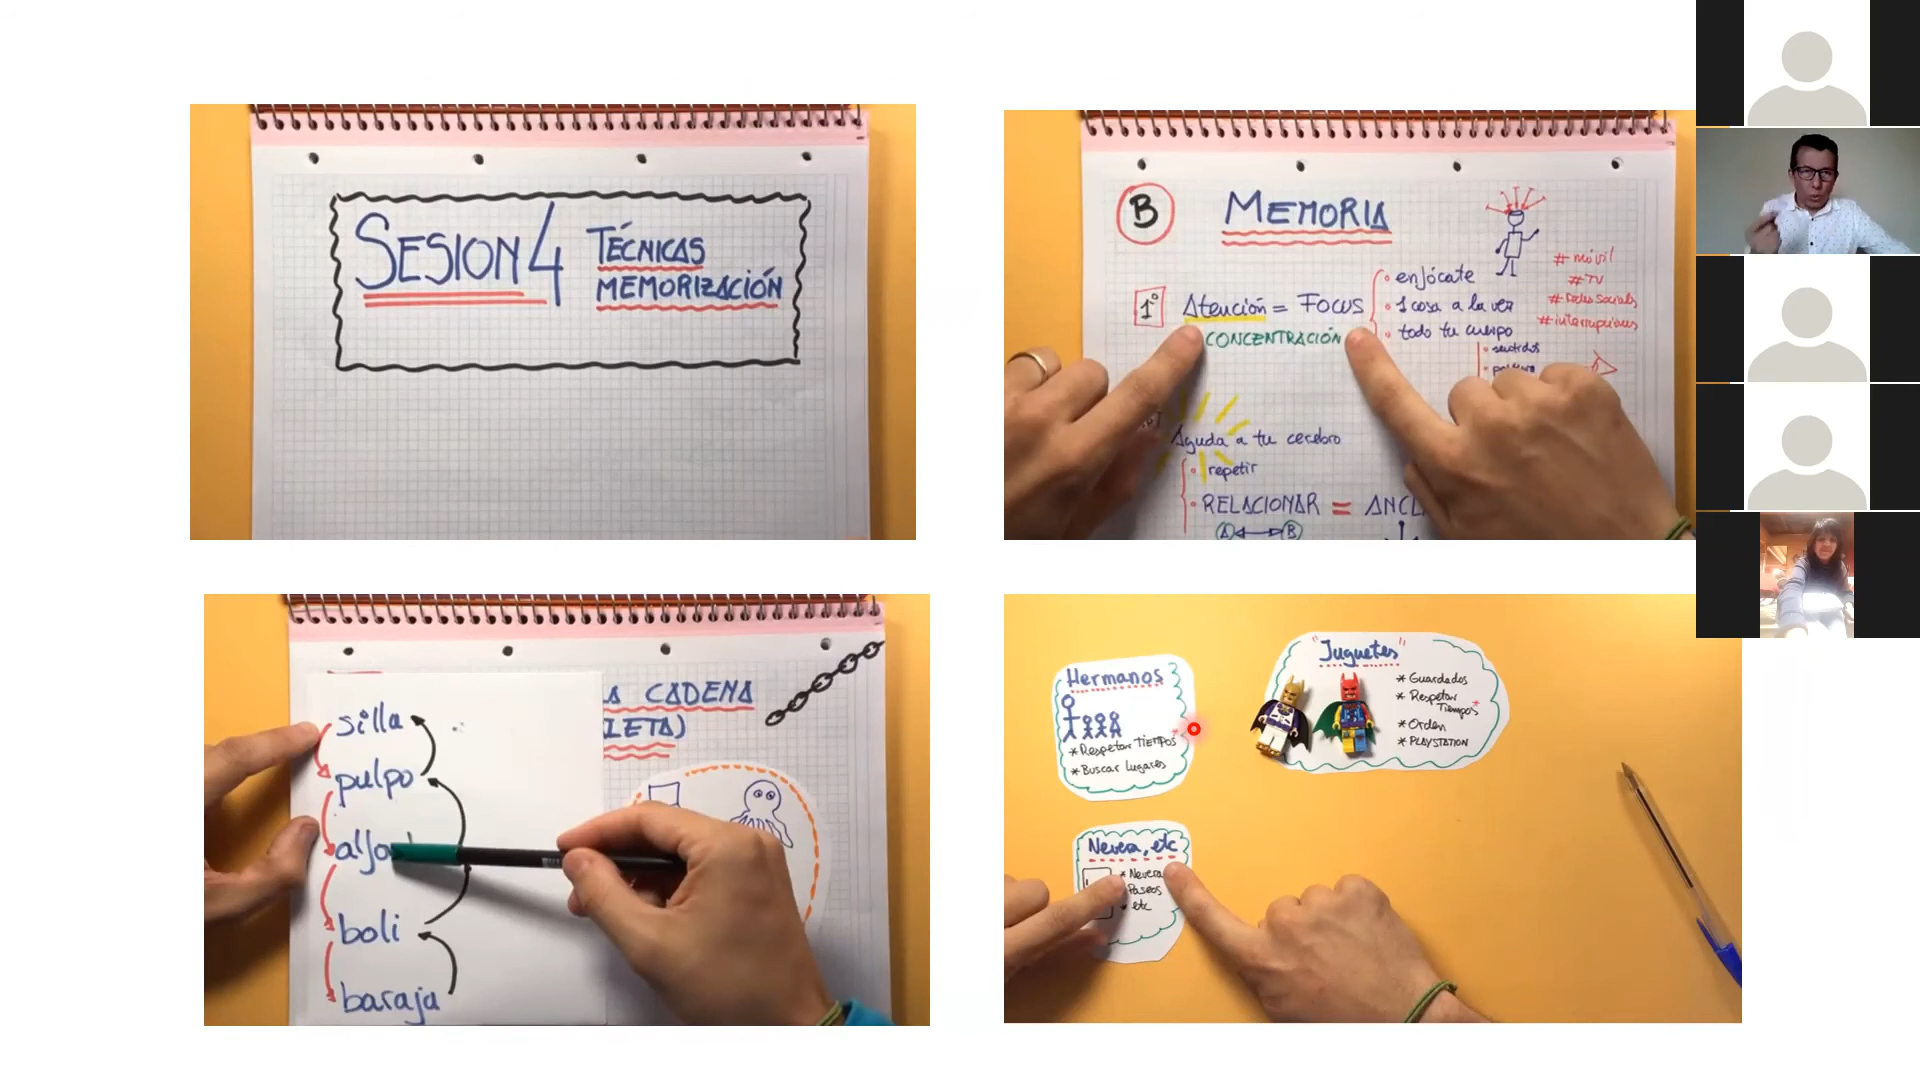 SESION 4
TÉCNICAS
MEMORIZACIÓN
B
MEMORIA
1º
Atención = FOCUS
CONCENTRACIÓN
enfócate
1 cosa a la vez
todo tu cuerpo
sentidos
#móvil
#TV
#Redes Sociales
#interrupciones
Ayuda a tu cerebro
repetir
RELACIONAR = ANCL
A B
CADENA
silla
pulpo
boli
baraja
Hermanos
*Respetar TIEMPOS
*Buscar lugares
"Juguetes"
*Guardados
*Respetar
Tiempos
*Orden
*PLAYSTATION
Nevera, etc
*Nevera
Paseos
*etc